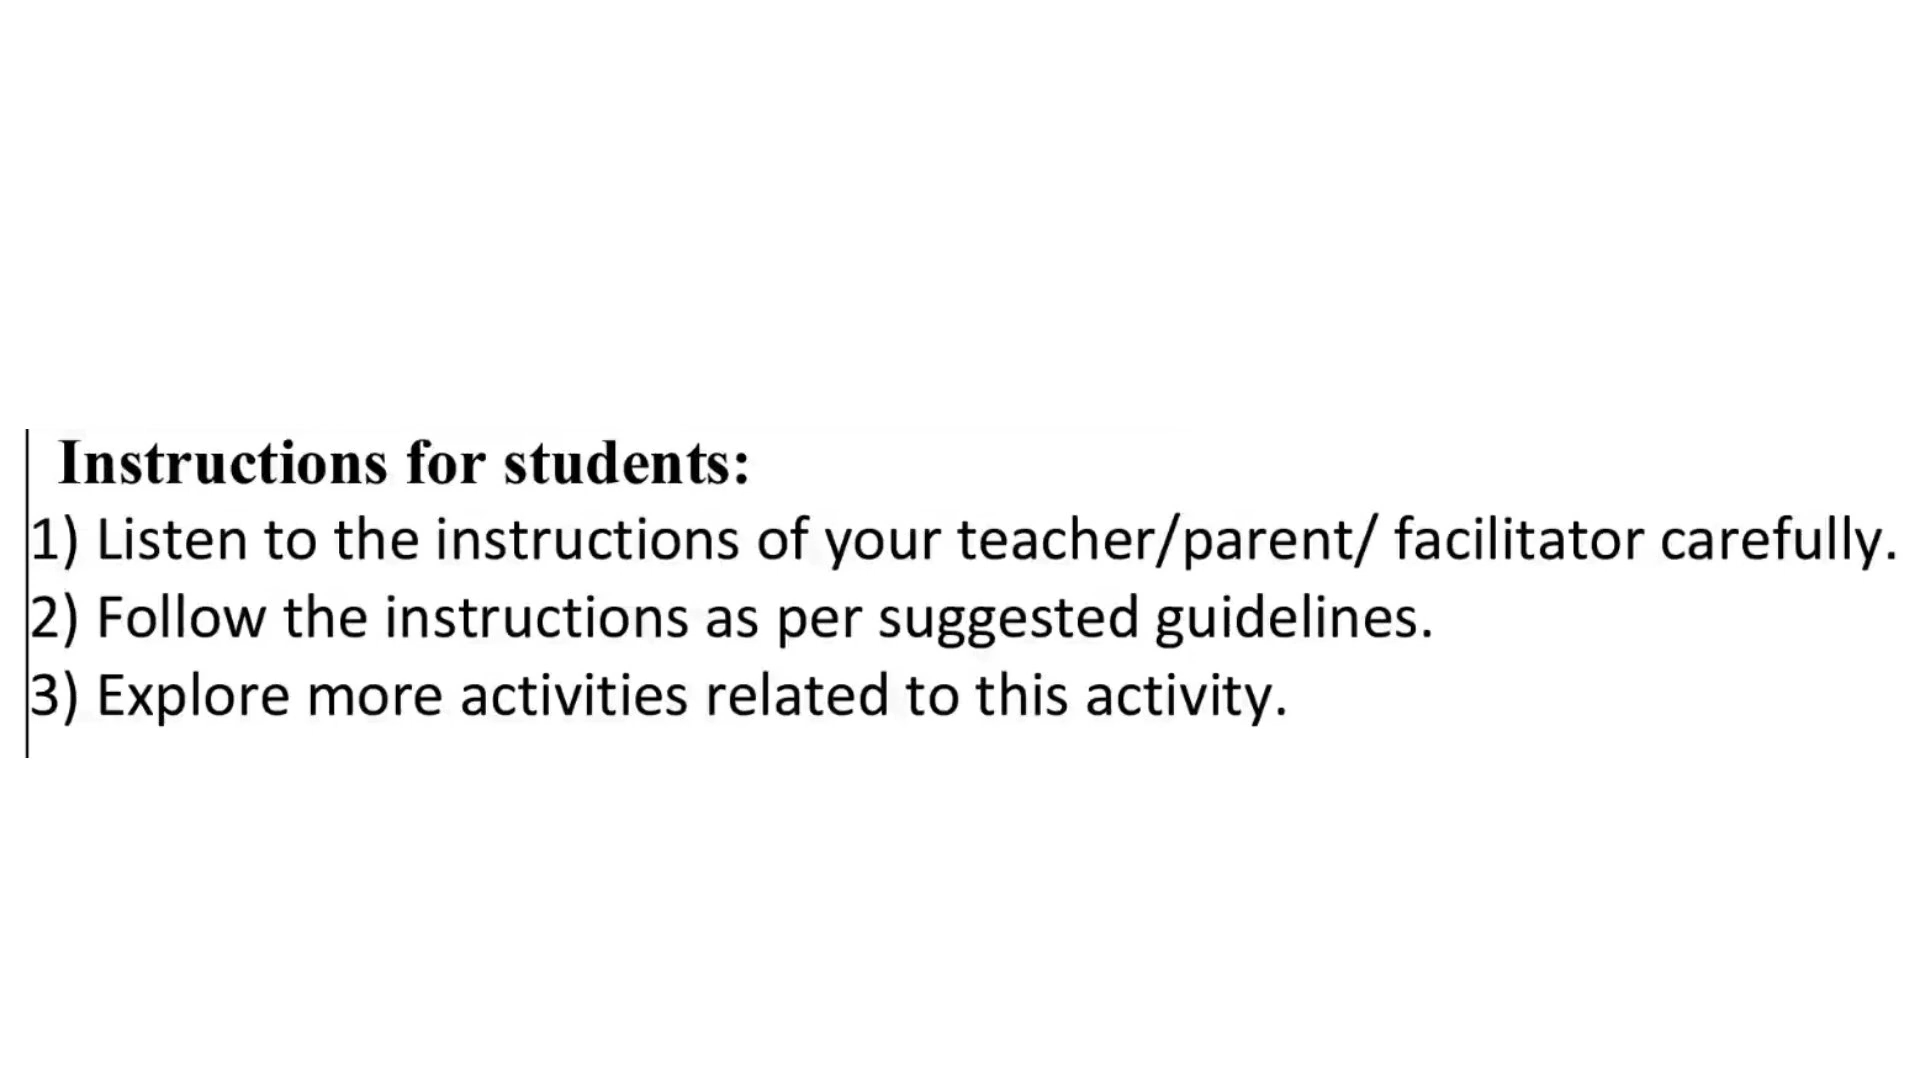 Instructions for students:
1) Listen to the instructions of your teacher/parent/ facilitator carefully.
2) Follow the instructions as per suggested guidelines.
3) Explore more activities related to this activity.